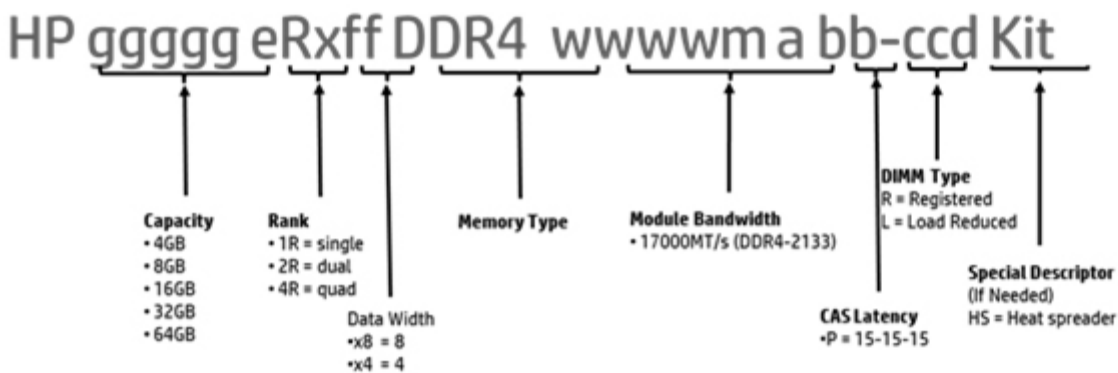 HP ggggg eRxff DDR4 wwwwm a bb-ccd Kit
Capacity
• 4GB
• 8GB
• 16GB
• 32GB
• 64GB
Rank
• 1R = single
• 2R = dual
• 4R = quad
Data Width
•x8 = 8
•x4 = 4
Memory Type
Module Bandwidth
• 17000MT/s (DDR4-2133)
CAS Latency
•P = 15-15-15
DIMM Type
R = Registered
L = Load Reduced
Special Descriptor
(If Needed)
HS = Heat spreader